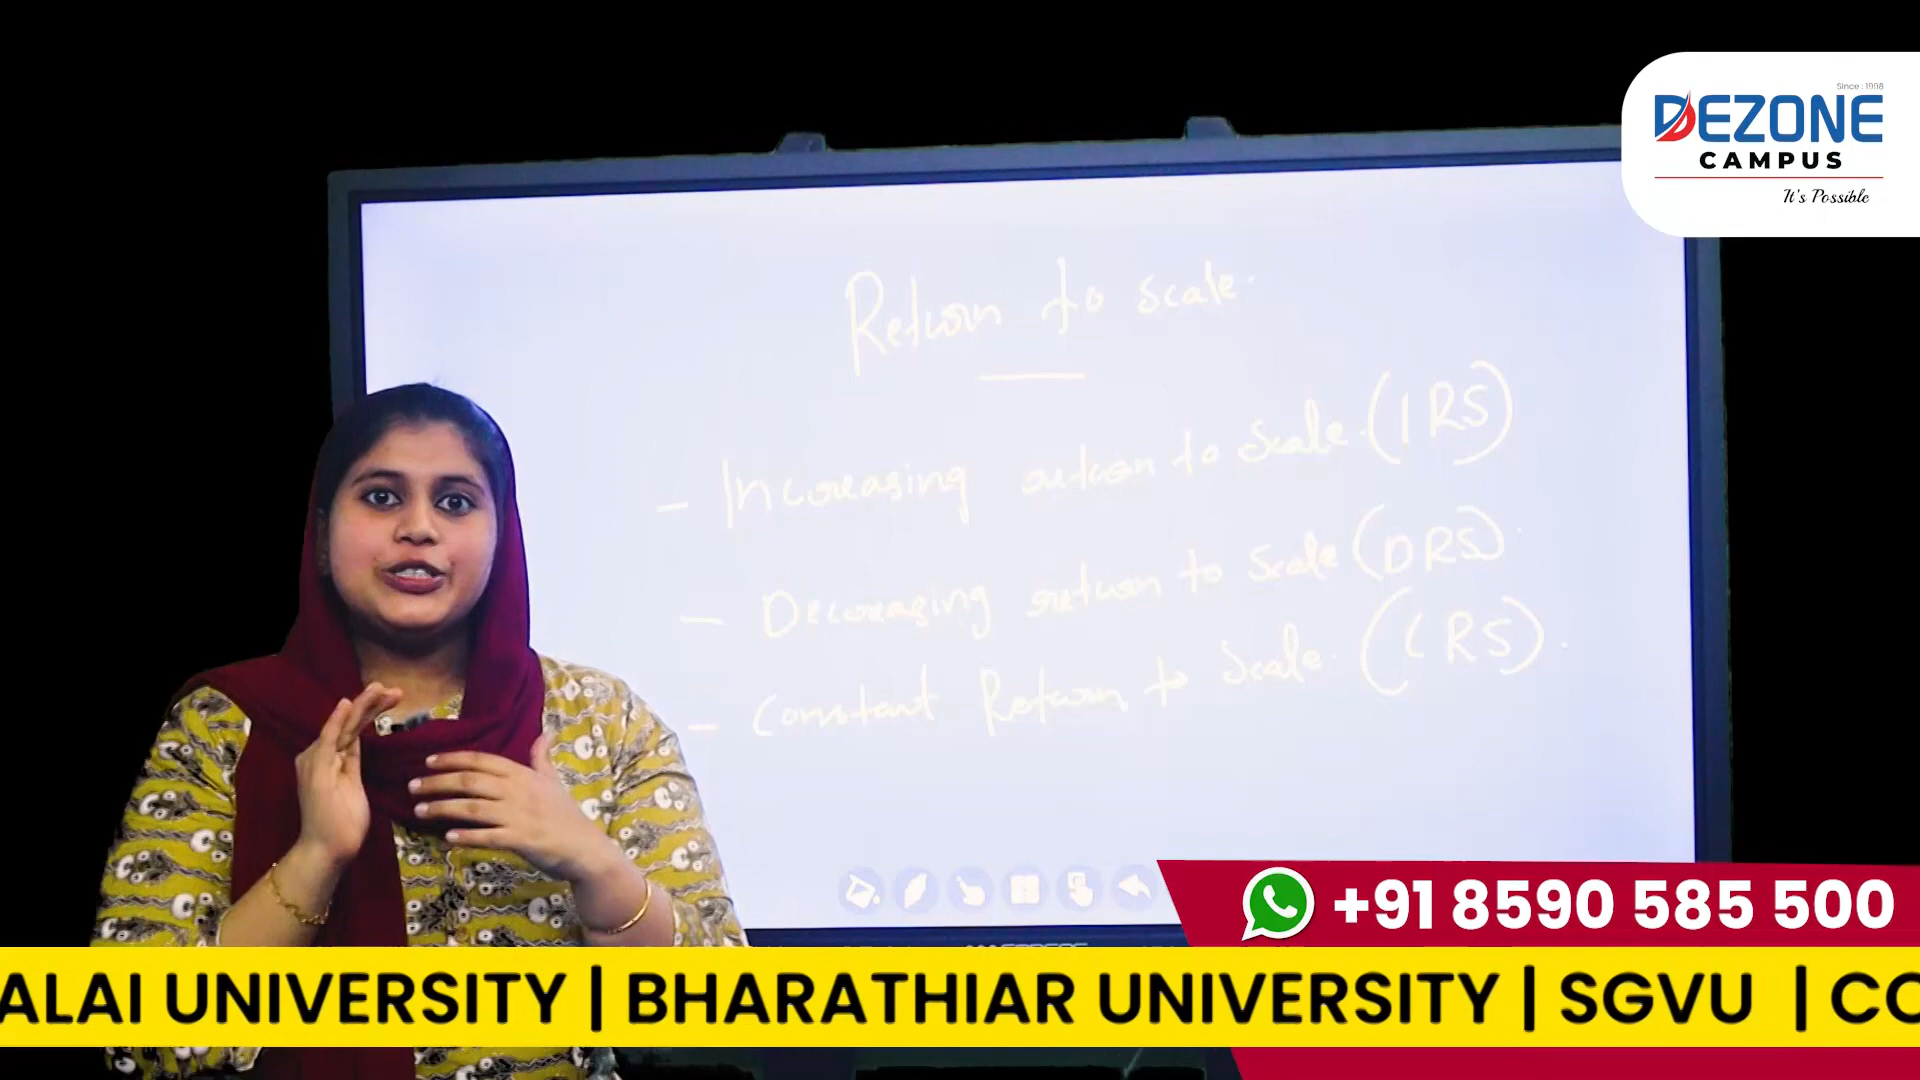 Since : 1998
DEZONE
CAMPUS
It's Possible
Return to scale.
- Increasing return to scale (IRS)
- Decreasing return to scale (DRS).
- Constant Return to scale. (CRS).
+91 8590 585 500
ALAI UNIVERSITY | BHARATHIAR UNIVERSITY | SGVU | CO